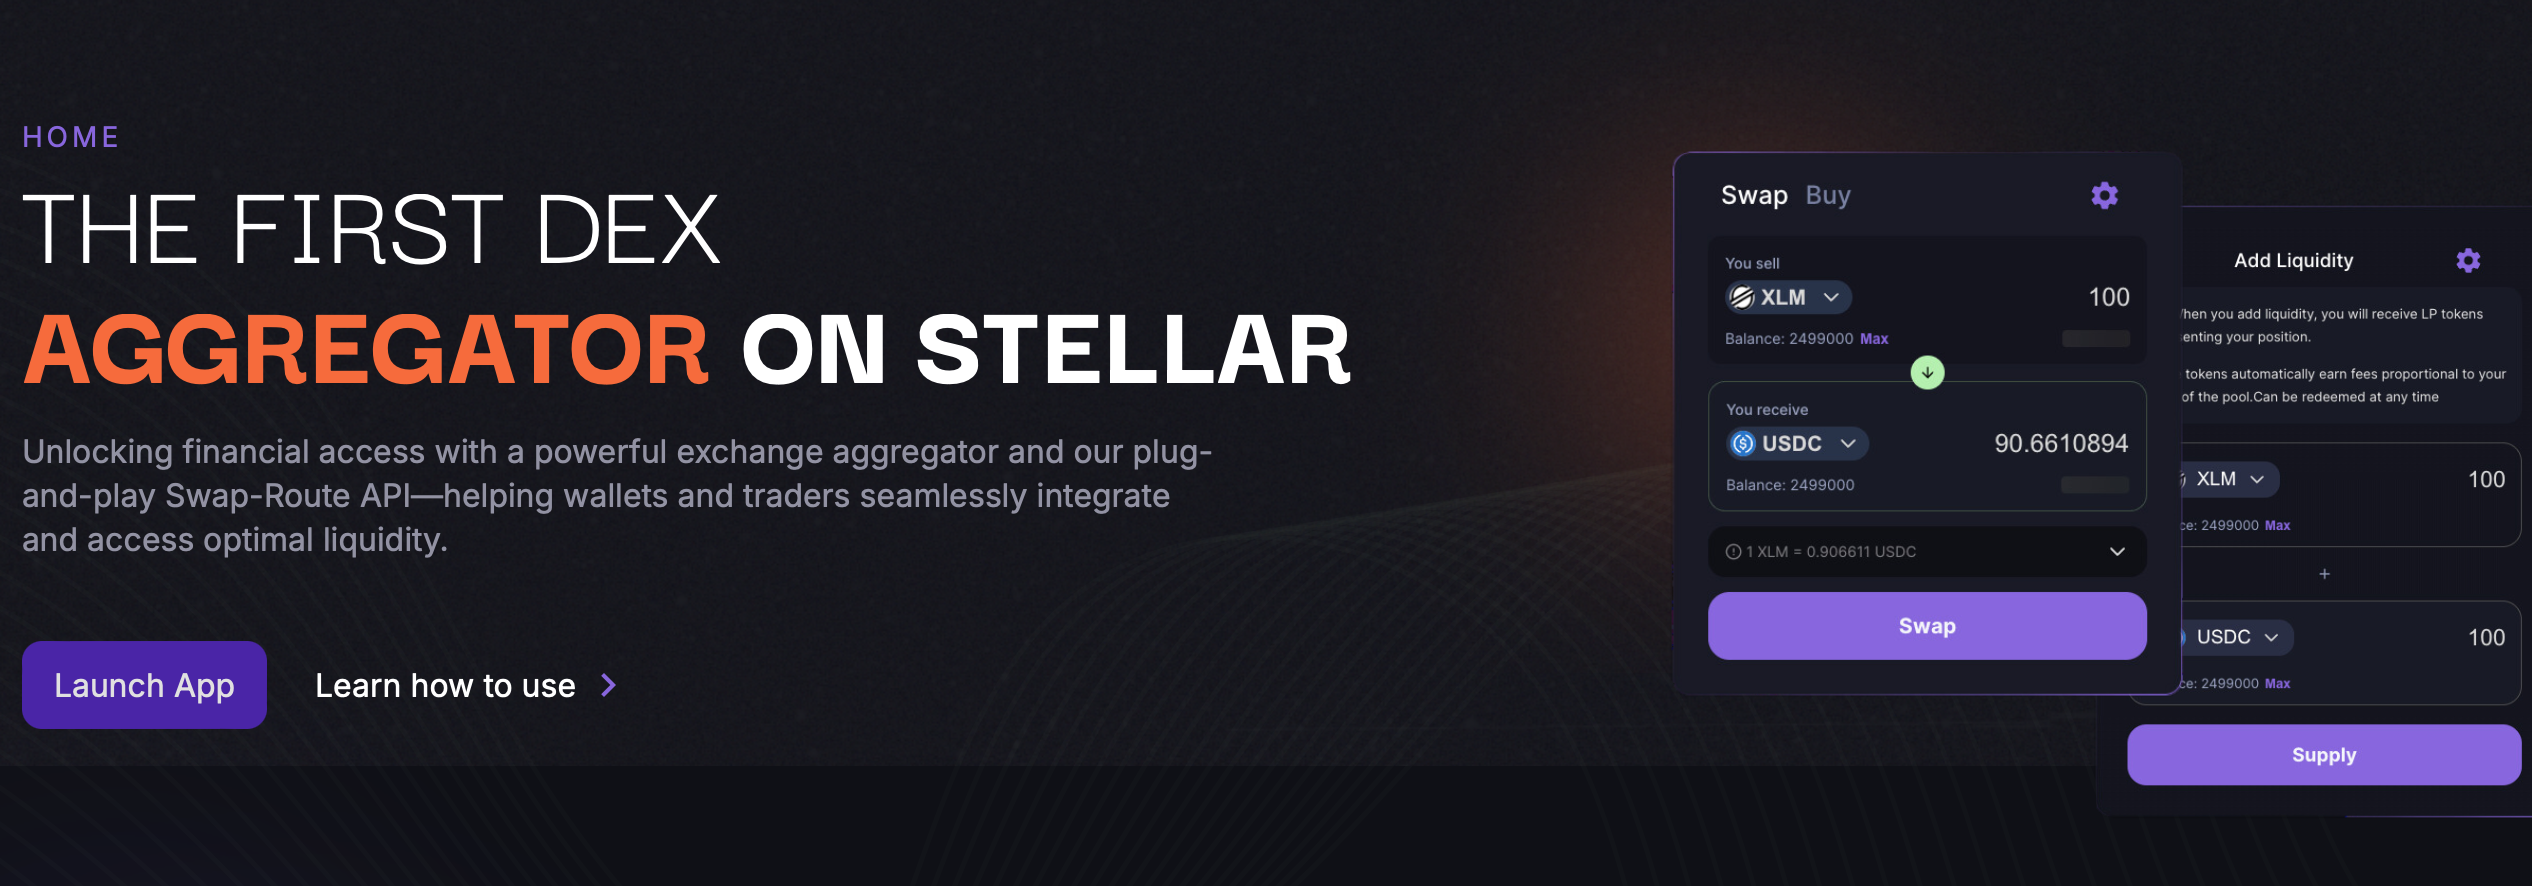 HOME
THE FIRST DEX
AGGREGATOR ON STELLAR
Unlocking financial access with a powerful exchange aggregator and our plug-
and-play Swap-Route API—helping wallets and traders seamlessly integrate
and access optimal liquidity.
Launch App
Learn how to use
Swap Buy
You sell
XLM 100
Balance: 2499000 Max
You receive
USDC 90.6610894
Balance: 2499000
1 XLM = 0.906611 USDC
Swap
Add Liquidity
you add liquidity, you will receive LP tokens
your position.
tokens automatically earn fees proportional to your
of the pool.Can be redeemed at any time
XLM 100
2499000 Max
+
USDC 100
2499000 Max
Supply